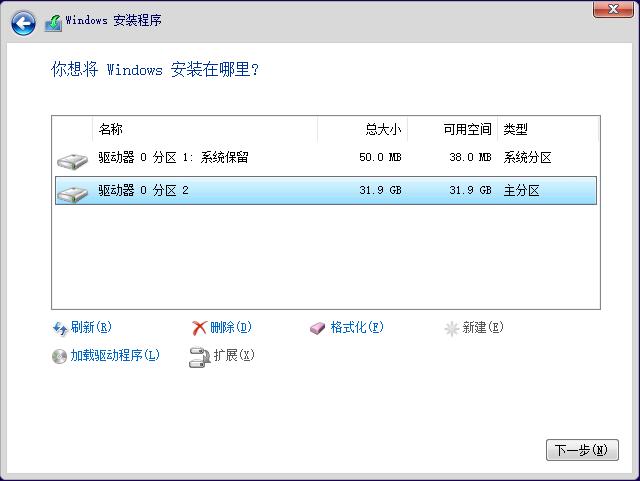 Windows 安装程序
你想将 Windows 安装在哪里?
名称 总大小 可用空间 类型
驱动器 0 分区 1: 系统保留 50.0 MB 38.0 MB 系统分区
驱动器 0 分区 2 31.9 GB 31.9 GB 主分区
刷新(R) 删除(D) 格式化(F) 新建(E)
加载驱动程序(L) 扩展(X)
下一步(N)